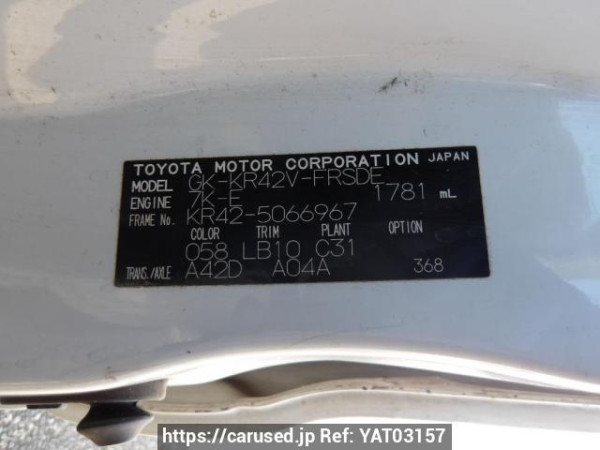 TOYOTA MOTOR CORPORATION JAPAN
MODEL GK-KR42V-FRSDE
ENGINE 7K-E 1781 mL
FRAME No. KR42-5066967
COLOR TRIM PLANT OPTION
058 LB10 C31
TRANS./AXLE A42D A04A 368
https://carused.jp Ref: YAT03157